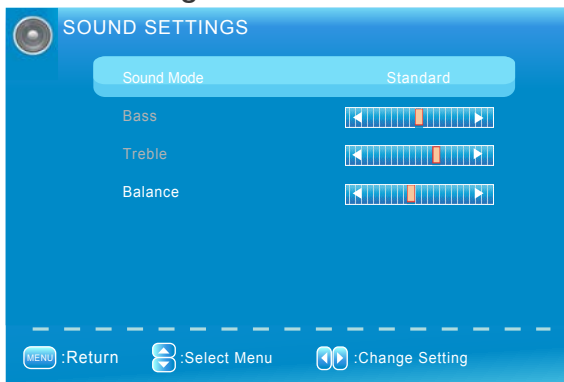 SOUND SETTINGS
Sound Mode Standard
Bass
Treble
Balance
MENU :Return :Select Menu :Change Setting